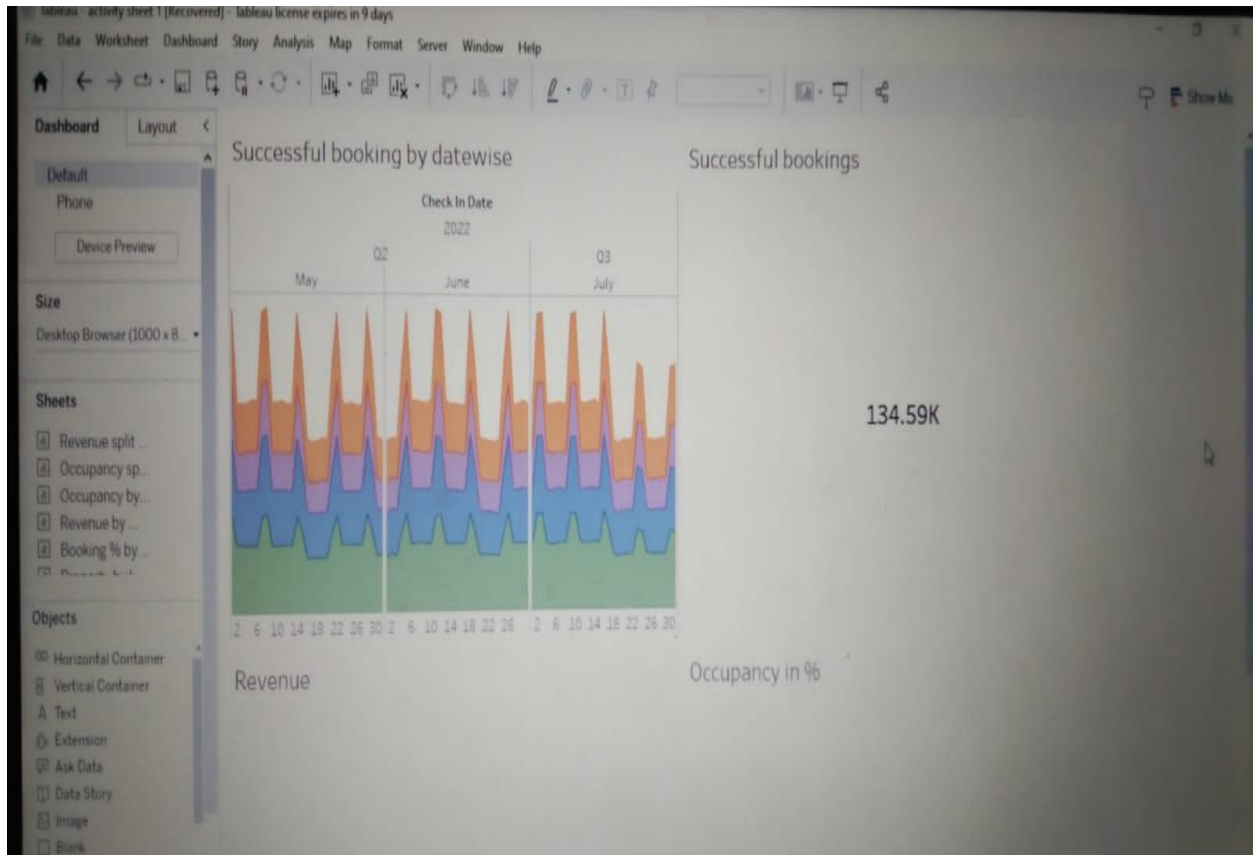 Tableau - activity sheet 1 [Recovered] - Tableau license expires in 9 days
File Data Worksheet Dashboard Story Analysis Map Format Server Window Help
Show Me
Dashboard Layout
Default
Phone
Device Preview
Size
Desktop Browser (1000 x 8...
Sheets
Revenue split ...
Occupancy sp...
Occupancy by...
Revenue by ...
Booking % by ...
Objects
Horizontal Container
Vertical Container
A Text
Extension
Ask Data
Data Story
Image
Blank
Successful booking by datewise
Check In Date
2022
Q2 Q3
May June July
2 6 10 14 18 22 26 30 2 6 10 14 18 22 26 2 6 10 14 18 22 26 30
Successful bookings
134.59K
Revenue
Occupancy in %